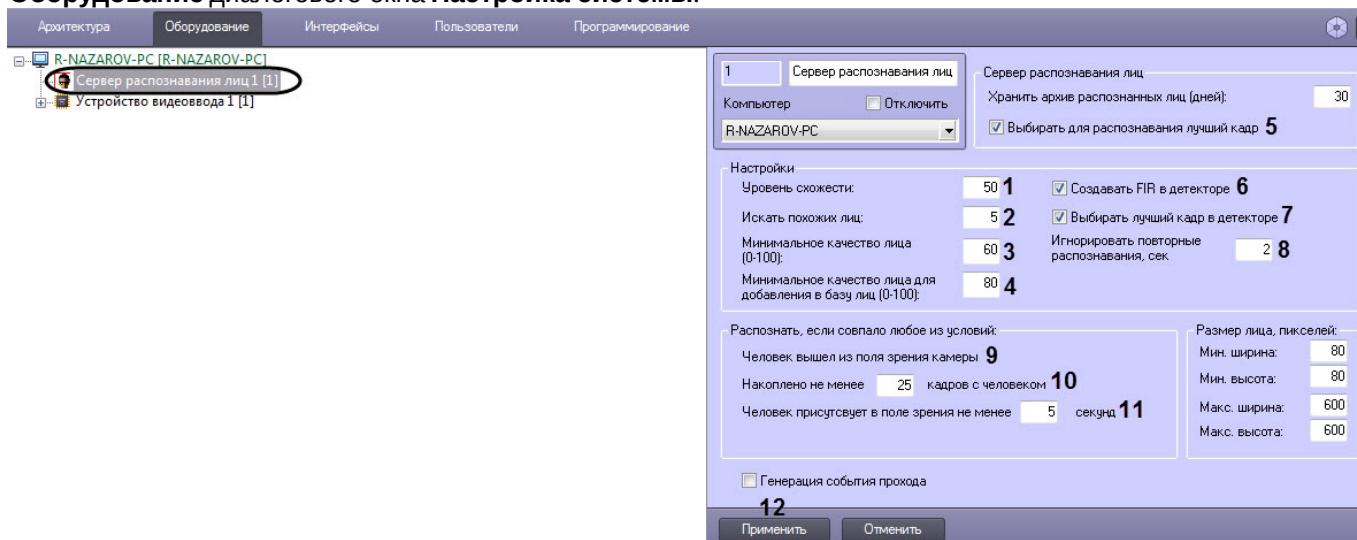 Оборудование диалогового окна Настройка системы.
Архитектура Оборудование Интерфейсы Пользователи Программирование
R-NAZAROV-PC [R-NAZAROV-PC]
Сервер распознавания лиц 1 [1]
Устройство видеоввода 1 [1]
1 Сервер распознавания лиц
Компьютер Отключить
R-NAZAROV-PC
Сервер распознавания лиц
Хранить архив распознанных лиц (дней): 30
Выбирать для распознавания лучший кадр 5
Настройки
Уровень схожести: 50 1
Искать похожих лиц: 5 2
Минимальное качество лица
(0-100): 60 3
Минимальное качество лица для
добавления в базу лиц (0-100): 80 4
Создавать FIR в детекторе 6
Выбирать лучший кадр в детекторе 7
Игнорировать повторные
распознавания, сек 2 8
Распознать, если совпало любое из условий:
Человек вышел из поля зрения камеры 9
Накоплено не менее 25 кадров с человеком 10
Человек присутсвует в поле зрения не менее 5 секунд 11
Размер лица, пикселей:
Мин. ширина: 80
Мин. высота: 80
Макс. ширина: 600
Макс. высота: 600
Генерация события прохода
12
Применить Отменить